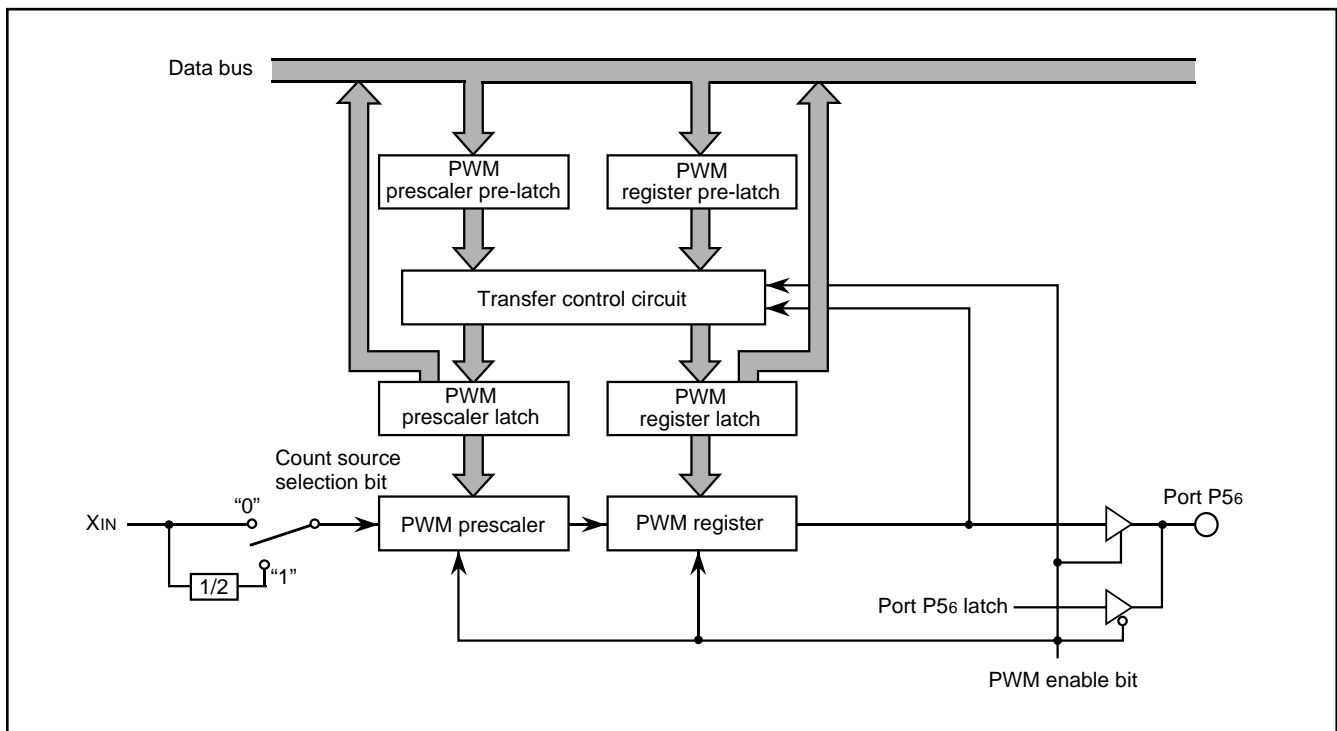 Data bus
PWM
prescaler pre-latch
PWM
register pre-latch
Transfer control circuit
PWM
prescaler latch
PWM
register latch
Count source
selection bit
"0"
XIN
PWM prescaler
PWM register
Port P56
"1"
1/2
Port P56 latch
PWM enable bit